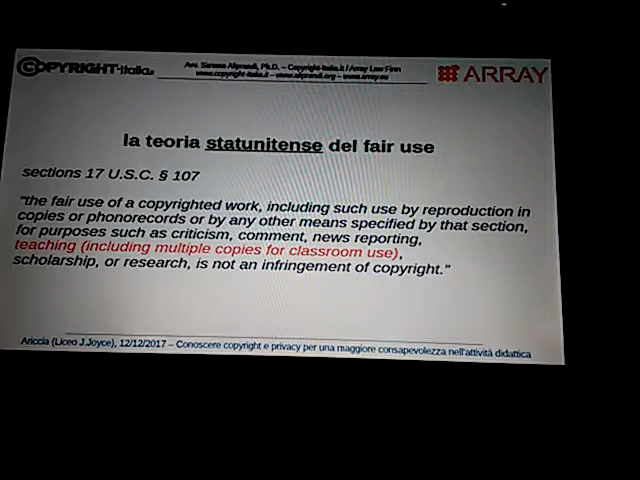 COPYRIGHT-Italia.it
Avv. Simone Aliprandi, Ph.D. – Copyright-Italia.it / Array Law Firm
www.copyright-italia.it – www.aliprandi.org – www.array.eu
ARRAY
la teoria statunitense del fair use
sections 17 U.S.C. § 107
"the fair use of a copyrighted work, including such use by reproduction in
copies or phonorecords or by any other means specified by that section,
for purposes such as criticism, comment, news reporting,
teaching (including multiple copies for classroom use),
scholarship, or research, is not an infringement of copyright."
Ariccia (Liceo J.Joyce), 12/12/2017 – Conoscere copyright e privacy per una maggiore consapevolezza nell'attività didattica